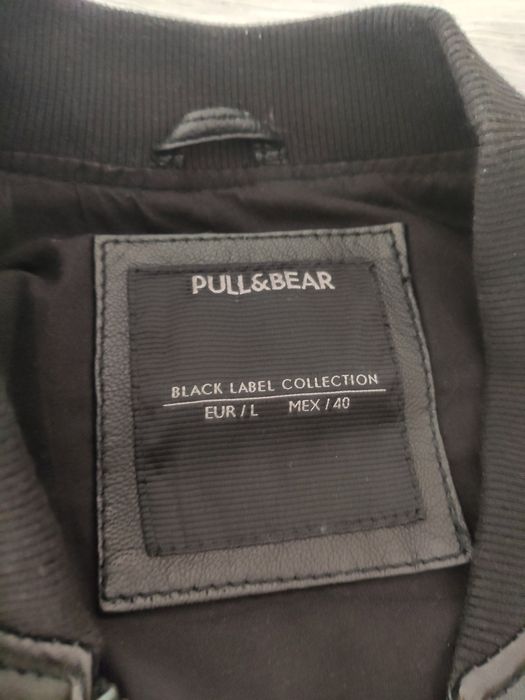 PULL&BEAR
BLACK LABEL COLLECTION
EUR / L MEX / 40